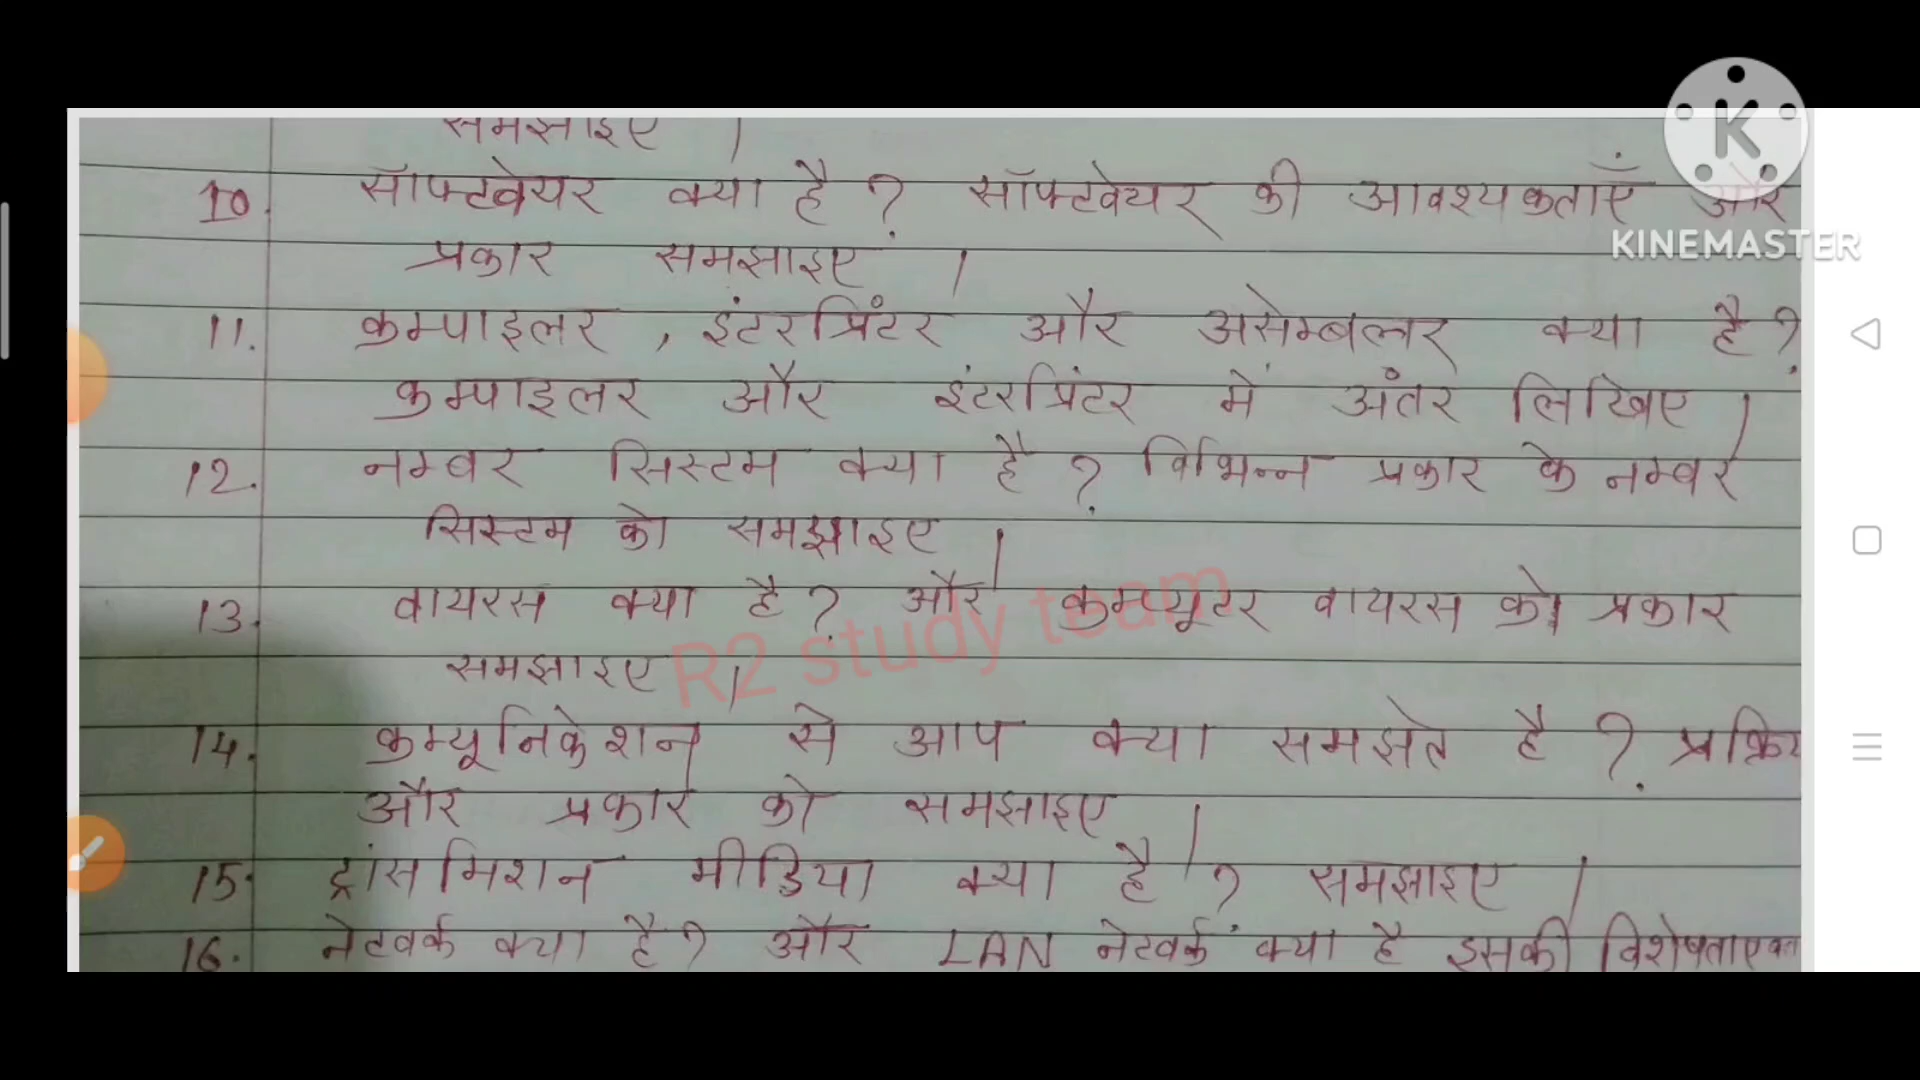 समझाइए |
10. सॉफ्टवेयर क्या है ? सॉफ्टवेयर की आवश्यकताएँ और
प्रकार समझाइए |
11. कम्पाइलर , इंटरप्रिंटर और असेम्बलर क्या है ?
कम्पाइलर और इंटरप्रिंटर में अंतर लिखिए |
12. नम्बर सिस्टम क्या है ? विभिन्न प्रकार के नम्बर
सिस्टम को समझाइए |
13. वायरस क्या है ? और कम्प्यूटर वायरस को प्रकार
समझाइए |
14. कम्यूनिकेशन से आप क्या समझते है ? प्रक्रिय
और प्रकार को समझाइए |
15. ट्रांसमिशन मीडिया क्या है ? समझाइए |
16. नेटवर्क क्या है ? और LAN नेटवर्क क्या है इसकी विशेषताए
R2 study team
K
KINEMASTER